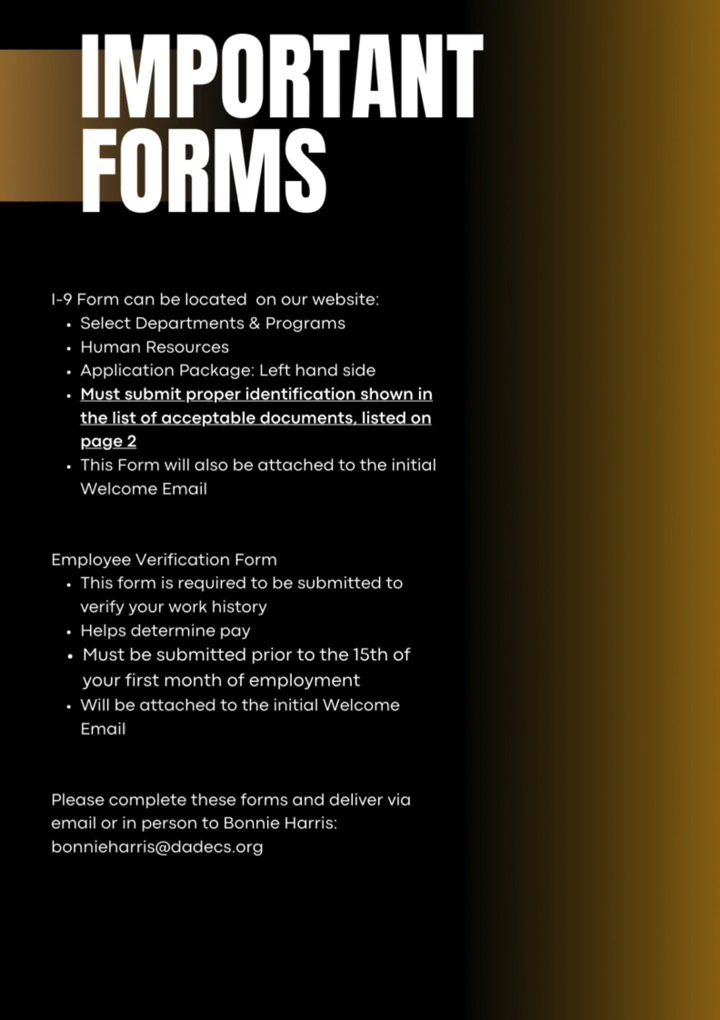 IMPORTANT
FORMS
I-9 Form can be located  on our website:
• Select Departments & Programs
• Human Resources
• Application Package: Left hand side
• Must submit proper identification shown in
the list of acceptable documents, listed on
page 2
• This Form will also be attached to the initial
Welcome Email
Employee Verification Form
• This form is required to be submitted to
verify your work history
• Helps determine pay
• Must be submitted prior to the 15th of
your first month of employment
• Will be attached to the initial Welcome
Email
Please complete these forms and deliver via
email or in person to Bonnie Harris:
bonnieharris@dadecs.org